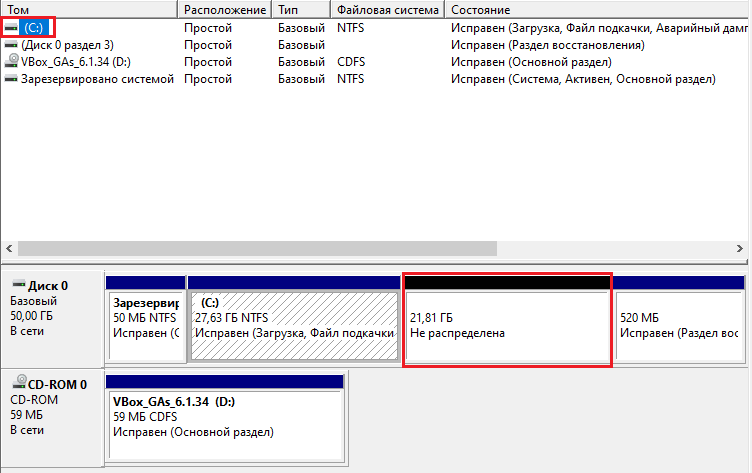 Том Расположение Тип Файловая система Состояние
(C:) Простой Базовый NTFS Исправен (Загрузка, Файл подкачки, Аварийный дамп
(Диск 0 раздел 3) Простой Базовый Исправен (Раздел восстановления)
VBox_GAs_6.1.34 (D:) Простой Базовый CDFS Исправен (Основной раздел)
Зарезервировано системой Простой Базовый NTFS Исправен (Система, Активен, Основной раздел)
Диск 0
Базовый
50,00 ГБ
В сети
Зарезервир
50 МБ NTFS
Исправен (С
(C:)
27,63 ГБ NTFS
Исправен (Загрузка, Файл подкачки
21,81 ГБ
Не распределена
520 МБ
Исправен (Раздел вос
CD-ROM 0
CD-ROM
59 МБ
В сети
VBox_GAs_6.1.34 (D:)
59 МБ CDFS
Исправен (Основной раздел)